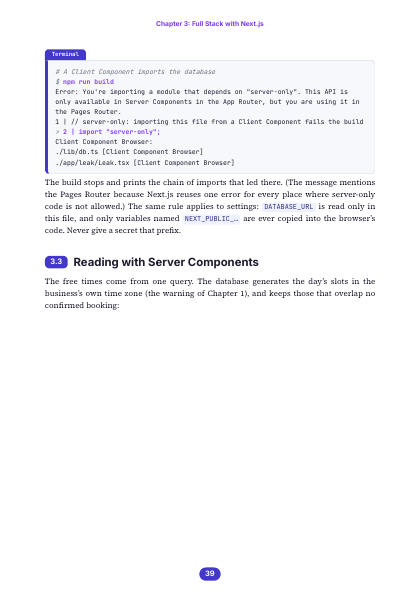 Chapter 3: Full Stack with Next.js
Terminal
# A Client Component imports the database
$ npm run build
Error: You're importing a module that depends on "server-only". This API is
only available in Server Components in the App Router, but you are using it in
the Pages Router.
1 | // server-only: importing this file from a Client Component fails the build
> 2 | import "server-only";
Client Component Browser:
./lib/db.ts [Client Component Browser]
./app/leak/Leak.tsx [Client Component Browser]
The build stops and prints the chain of imports that led there. (The message mentions
the Pages Router because Next.js reuses one error for every place where server-only
code is not allowed.) The same rule applies to settings: DATABASE_URL is read only in
this file, and only variables named NEXT_PUBLIC_… are ever copied into the browser's
code. Never give a secret that prefix.
3.3 Reading with Server Components
The free times come from one query. The database generates the day's slots in the
business's own time zone (the warning of Chapter 1), and keeps those that overlap no
confirmed booking:
39